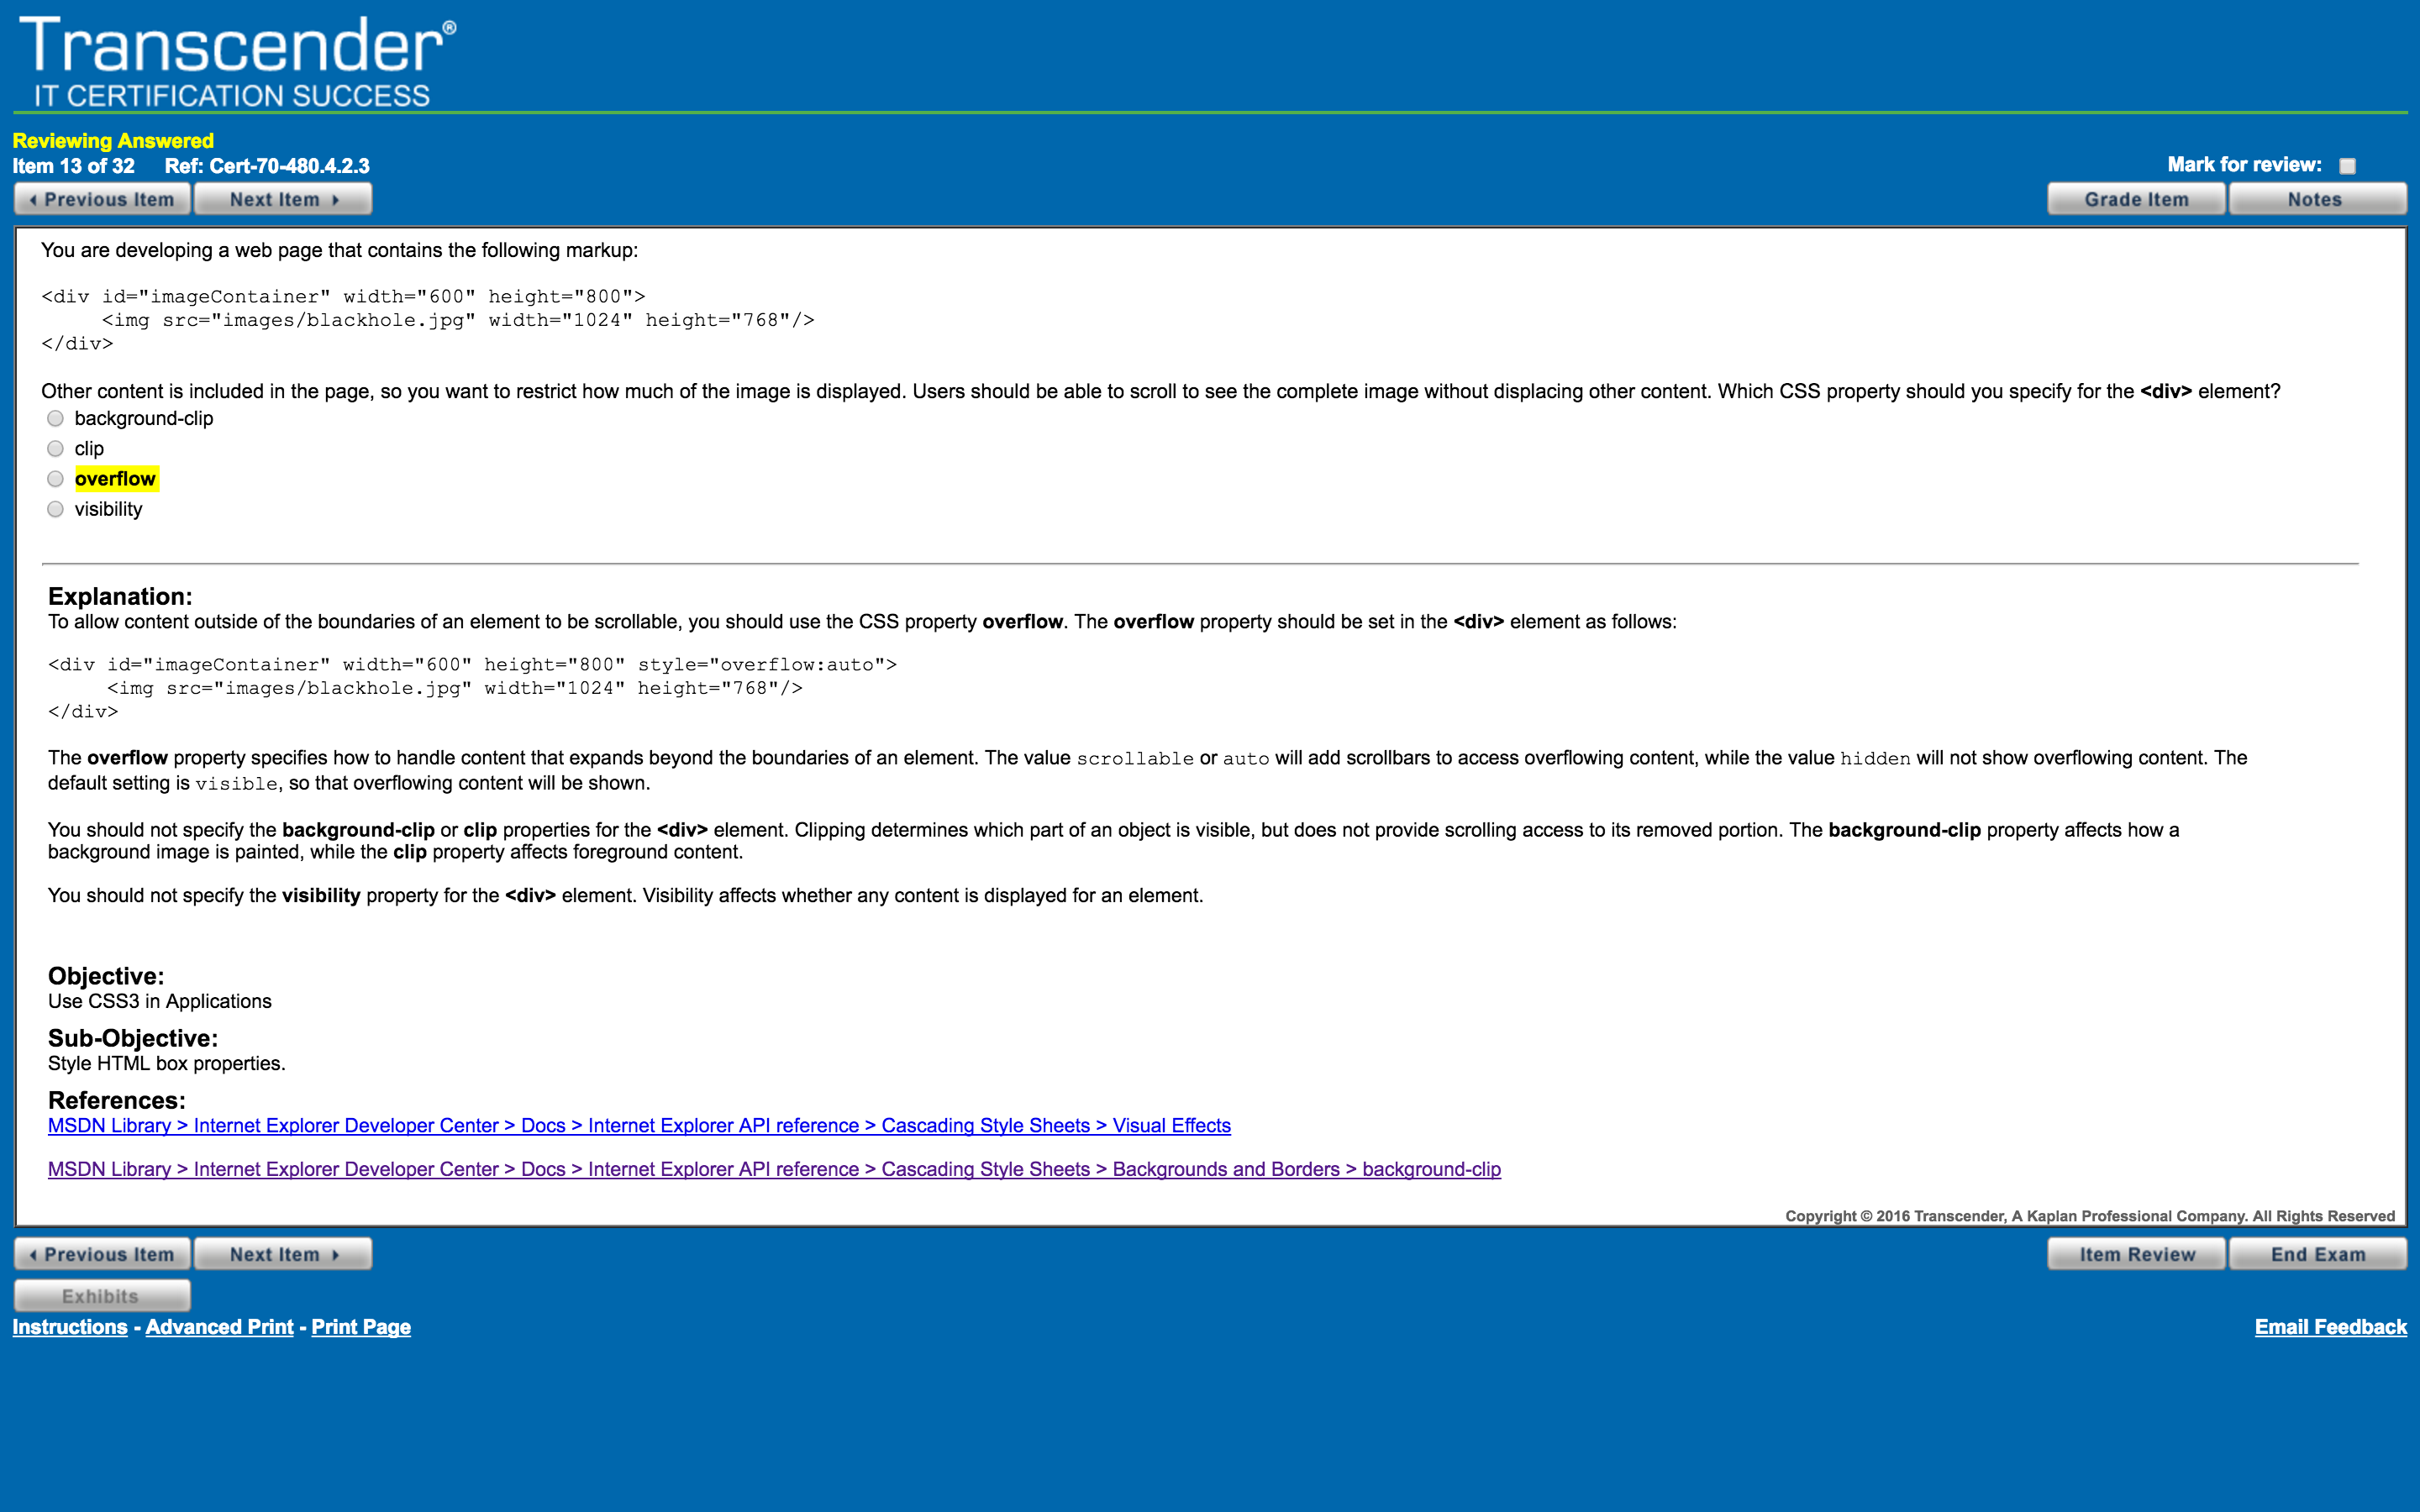 Transcender®
IT CERTIFICATION SUCCESS
Reviewing Answered
Item 13 of 32 Ref: Cert-70-480.4.2.3
Mark for review:
Previous Item
Next Item
Grade Item
Notes
You are developing a web page that contains the following markup:
<div id="imageContainer" width="600" height="800">
<img src="images/blackhole.jpg" width="1024" height="768"/>
</div>
Other content is included in the page, so you want to restrict how much of the image is displayed. Users should be able to scroll to see the complete image without displacing other content. Which CSS property should you specify for the <div> element?
background-clip
clip
overflow
visibility
Explanation:
To allow content outside of the boundaries of an element to be scrollable, you should use the CSS property overflow. The overflow property should be set in the <div> element as follows:
<div id="imageContainer" width="600" height="800" style="overflow:auto">
<img src="images/blackhole.jpg" width="1024" height="768"/>
</div>
The overflow property specifies how to handle content that expands beyond the boundaries of an element. The value scrollable or auto will add scrollbars to access overflowing content, while the value hidden will not show overflowing content. The
default setting is visible, so that overflowing content will be shown.
You should not specify the background-clip or clip properties for the <div> element. Clipping determines which part of an object is visible, but does not provide scrolling access to its removed portion. The background-clip property affects how a
background image is painted, while the clip property affects foreground content.
You should not specify the visibility property for the <div> element. Visibility affects whether any content is displayed for an element.
Objective:
Use CSS3 in Applications
Sub-Objective:
Style HTML box properties.
References:
MSDN Library > Internet Explorer Developer Center > Docs > Internet Explorer API reference > Cascading Style Sheets > Visual Effects
MSDN Library > Internet Explorer Developer Center > Docs > Internet Explorer API reference > Cascading Style Sheets > Backgrounds and Borders > background-clip
Copyright © 2016 Transcender, A Kaplan Professional Company. All Rights Reserved
Previous Item
Next Item
Item Review
End Exam
Exhibits
Instructions - Advanced Print - Print Page
Email Feedback